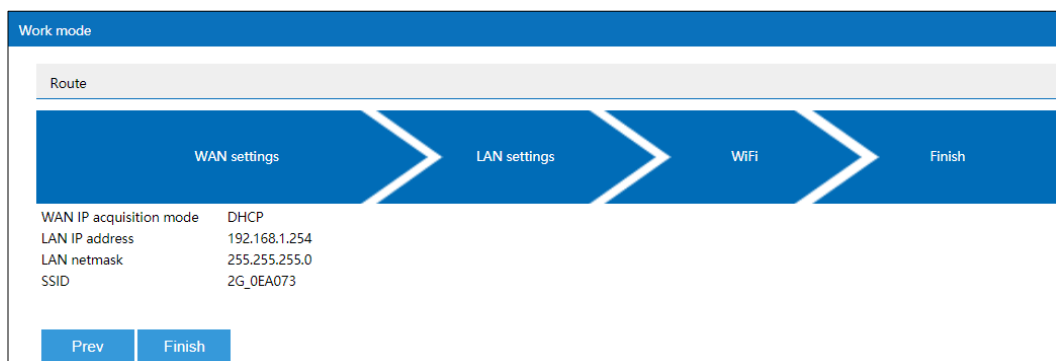 Work mode
Route
WAN settings LAN settings WiFi Finish
WAN IP acquisition mode DHCP
LAN IP address 192.168.1.254
LAN netmask 255.255.255.0
SSID 2G_0EA073
Prev Finish